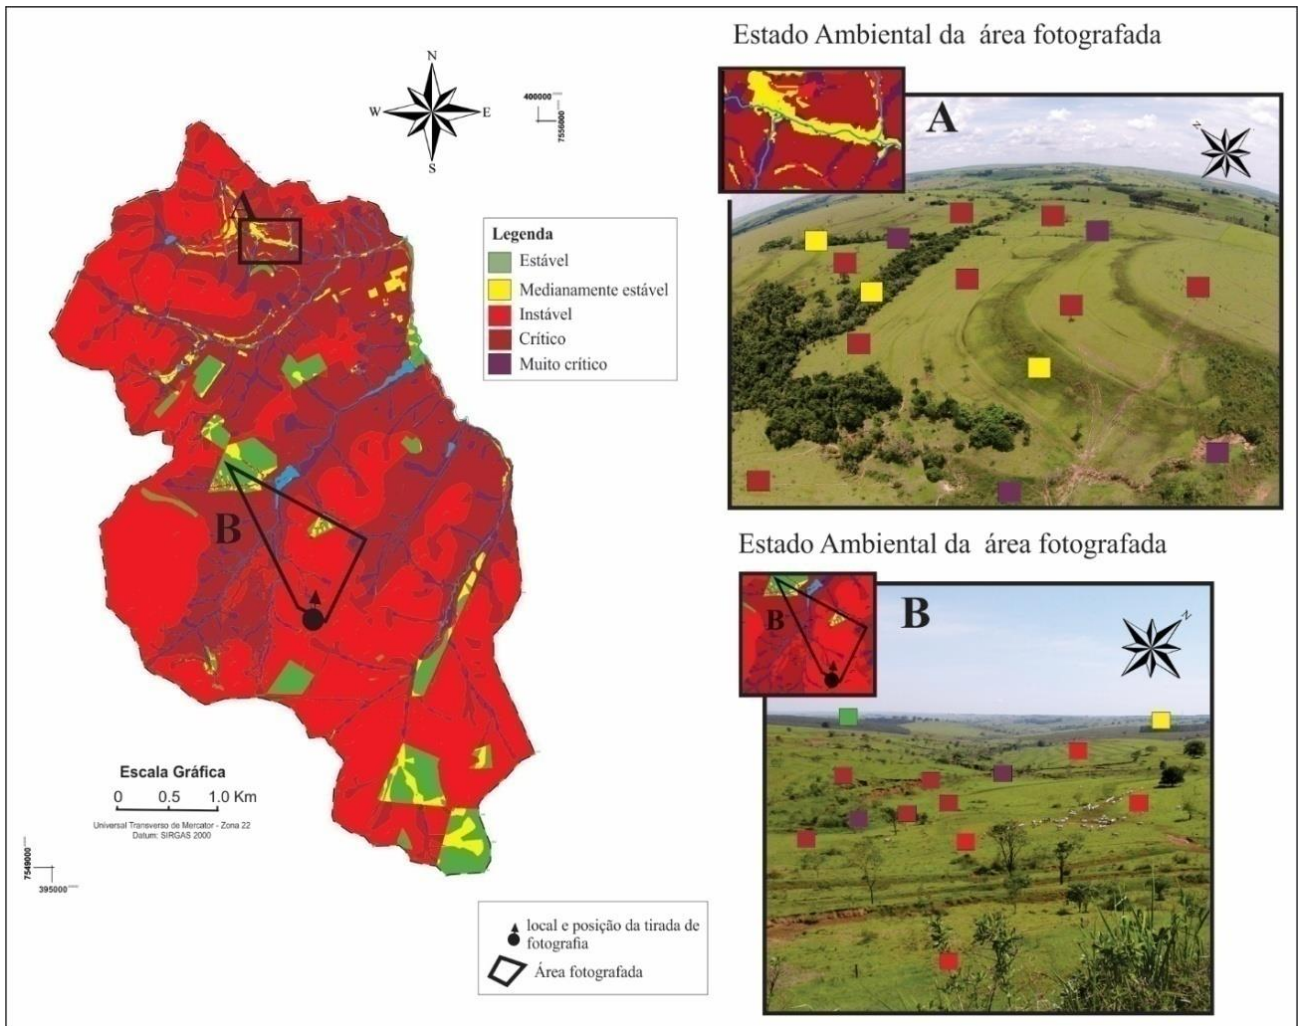 Estado Ambiental da área fotografada
N
W
E
S
400000
7556000
A
A
N
Legenda
Estável
Medianamente estável
Instável
Crítico
Muito crítico
B
Estado Ambiental da área fotografada
B
B
N
Escala Gráfica
0 0.5 1.0 Km
Universal Transverso de Mercator - Zona 22
Datum: SIRGAS 2000
7549000
395000
local e posição da tirada de
fotografia
Área fotografada